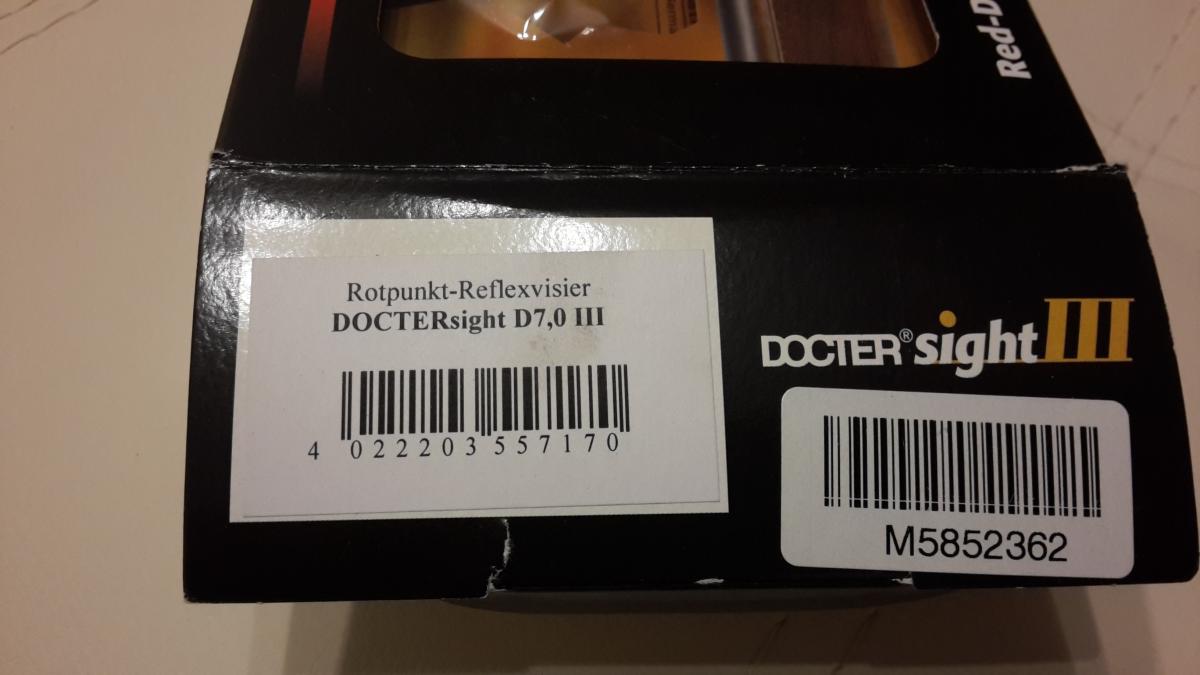 Red-D
Rotpunkt-Reflexvisier
DOCTERsight D7,0 III
4 022203 557170
DOCTER® sight III
M5852362